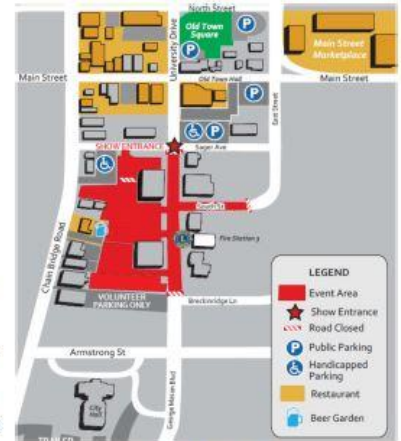 North Street
University Drive
Old Town
Square
P
Main Street
Marketplace
Main Street
Old Town Hall
Main Street
P
East Street
P
SHOW ENTRANCE
Sager Ave
South St
Fire Station 3
Chain Bridge Road
VOLUNTEER
PARKING ONLY
Breckinridge Ln
Armstrong St
George Mason Blvd
City
Hall
TRAILER
LEGEND
Event Area
Show Entrance
Road Closed
P
Public Parking
Handicapped
Parking
Restaurant
Beer Garden